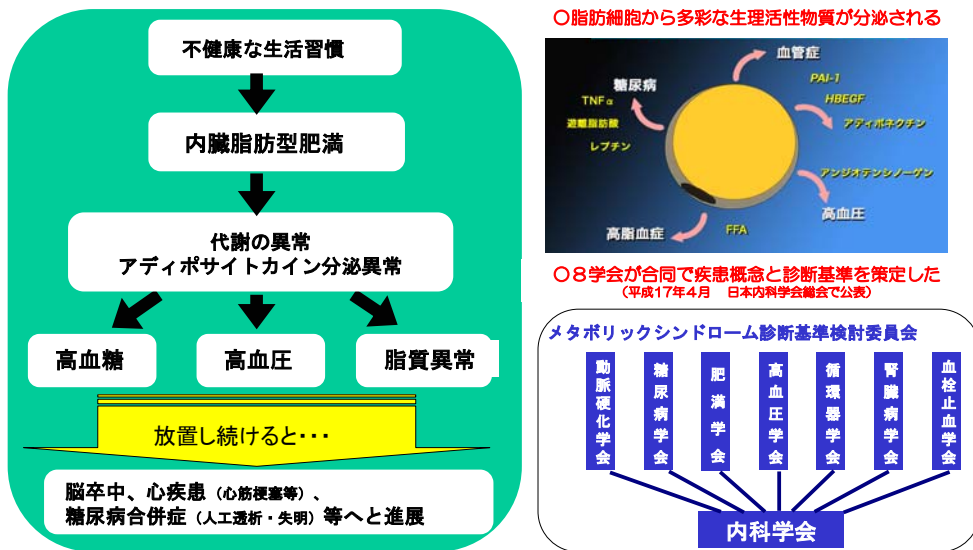 不健康な生活習慣
内臓脂肪型肥満
代謝の異常
アディポサイトカイン分泌異常
高血糖
高血圧
脂質異常
放置し続けると・・・
脳卒中、心疾患（心筋梗塞等）、
糖尿病合併症（人工透析・失明）等へと進展
○脂肪細胞から多彩な生理活性物質が分泌される
血管症
糖尿病
PAI-1
TNFα
HBEGF
遊離脂肪酸
アディポネクチン
レプチン
アンジオテンシノーゲン
高血圧
高脂血症
FFA
○８学会が合同で疾患概念と診断基準を策定した
（平成17年４月　日本内科学会総会で公表）
メタボリックシンドローム診断基準検討委員会
動脈硬化学会
糖尿病学会
肥満学会
高血圧学会
循環器学会
腎臓病学会
血栓止血学会
内科学会